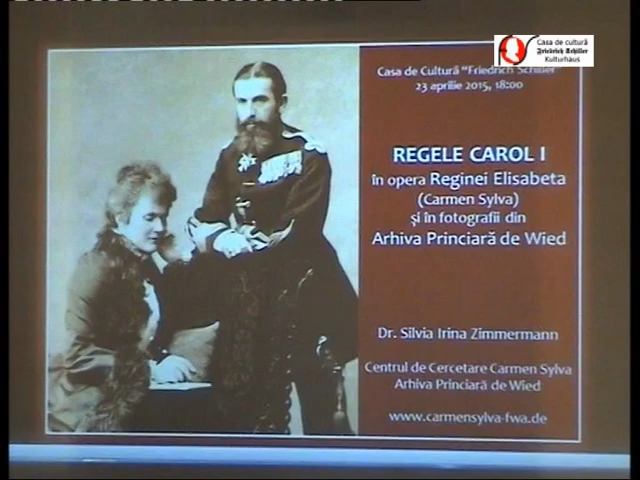 Casa de cultură
Friedrich Schiller
Kulturhaus
Casa de Cultură "Friedrich Schiller"
23 aprilie 2015, 18:00
REGELE CAROL I
în opera Reginei Elisabeta
(Carmen Sylva)
și în fotografii din
Arhiva Princiară de Wied
Dr. Silvia Irina Zimmermann
Centrul de Cercetare Carmen Sylva
Arhiva Princiară de Wied
www.carmensylva-fwa.de